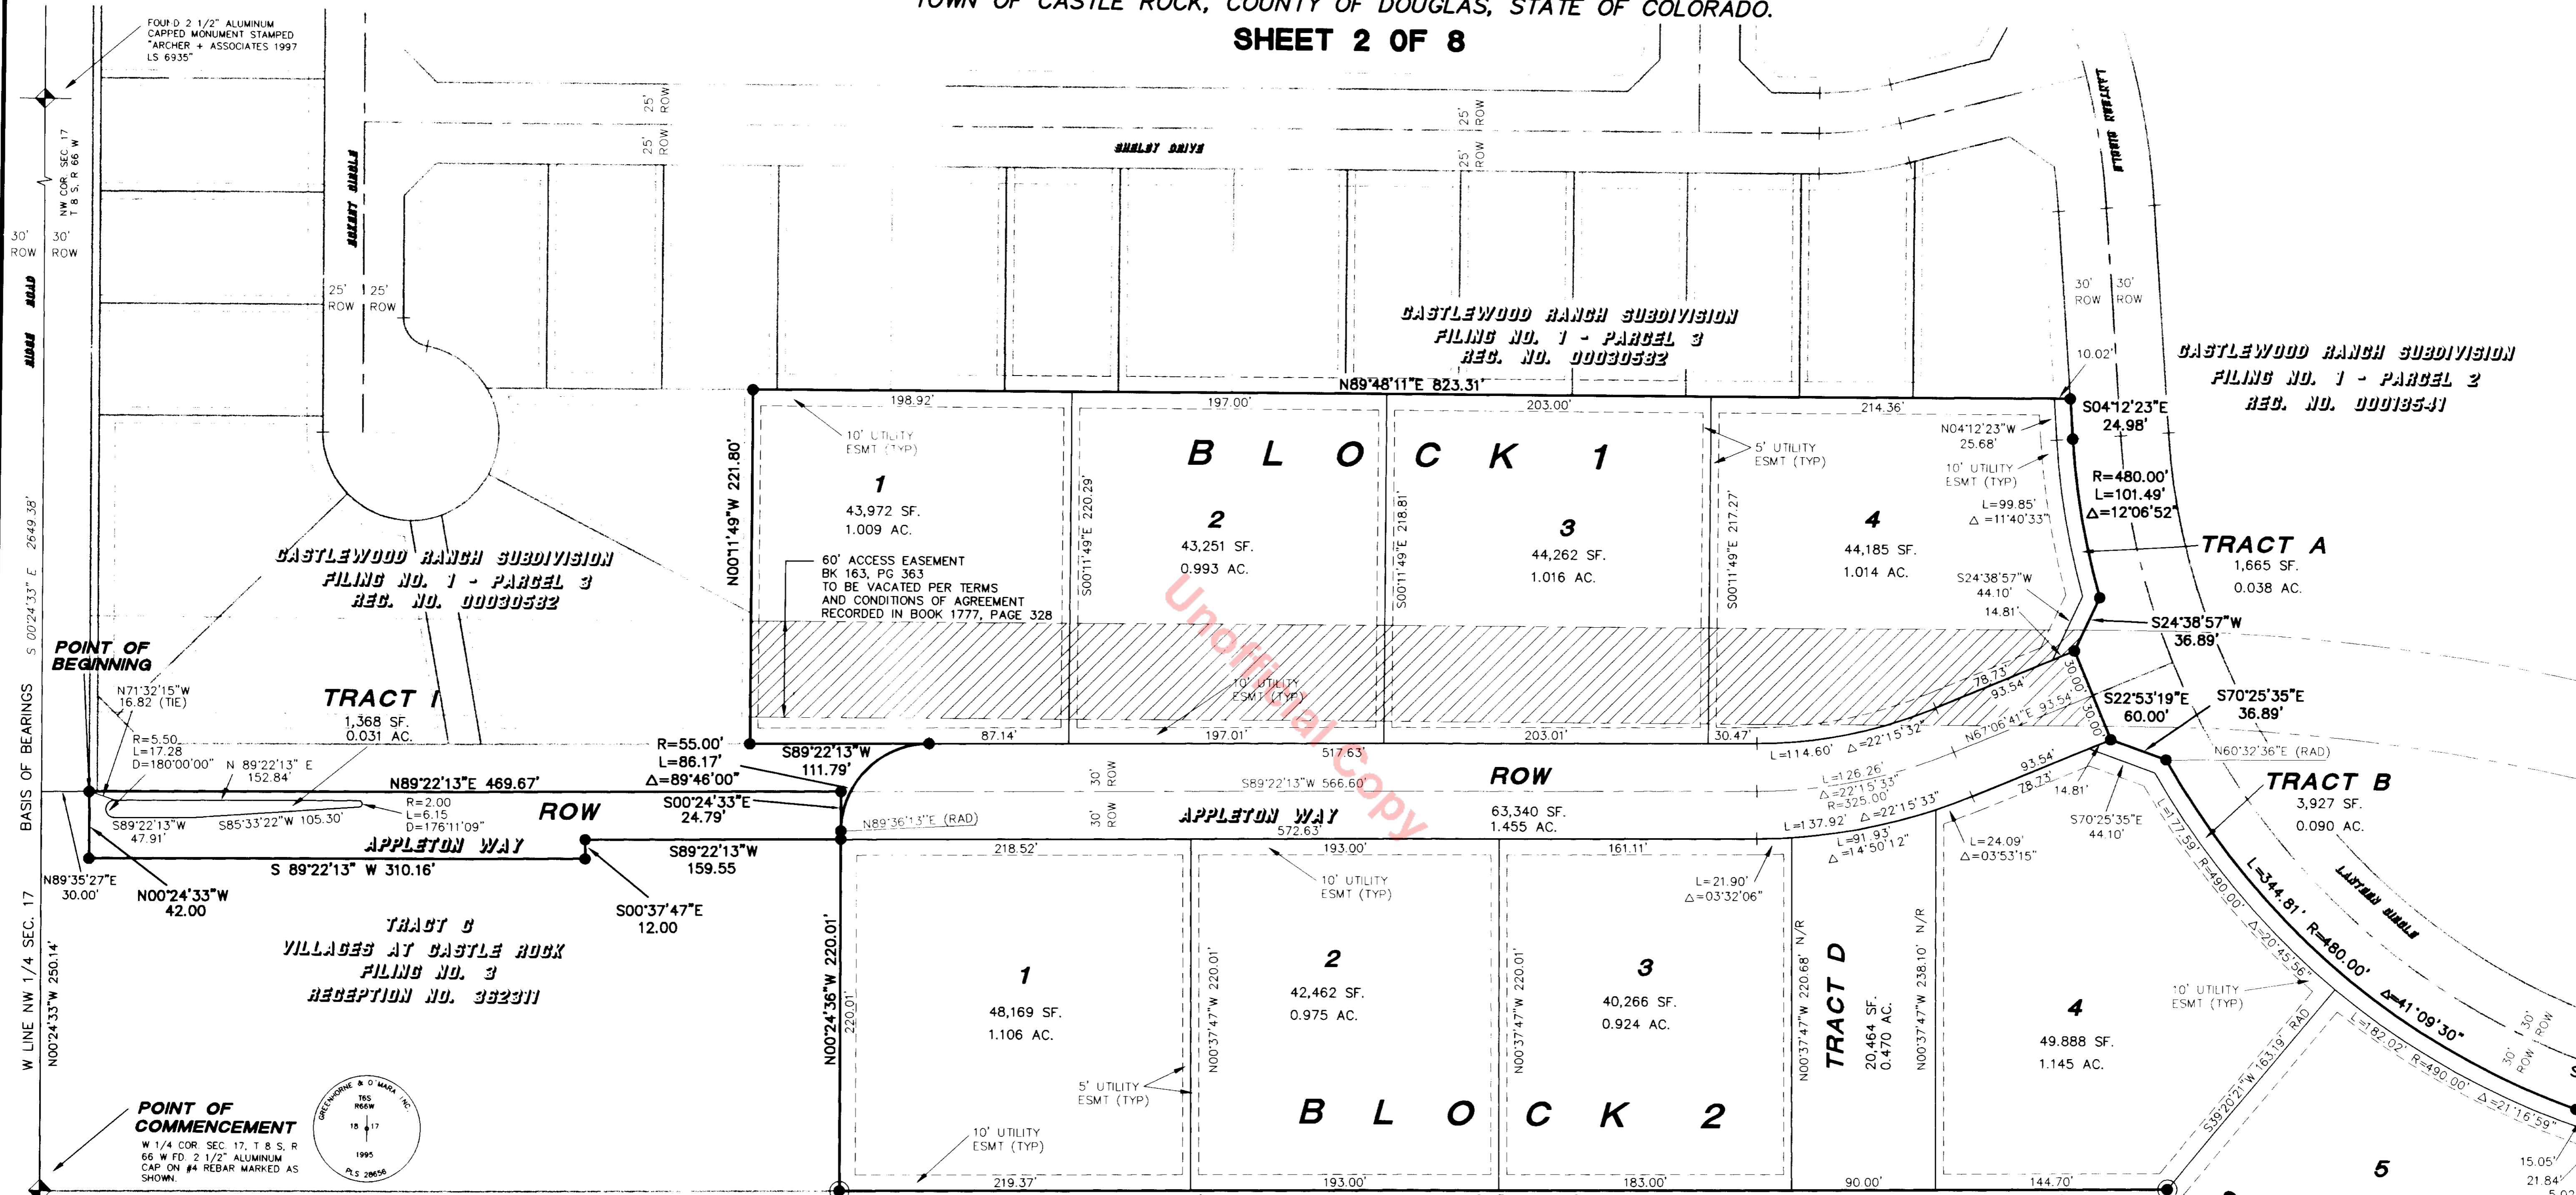 TOWN OF CASTLE ROCK, COUNTY OF DOUGLAS, STATE OF COLORADO.
SHEET 2 OF 8
FOUND 2 1/2" ALUMINUM
CAPPED MONUMENT STAMPED
"ARCHER + ASSOCIATES 1997
LS 6935"
NW COR. SEC 17
T 8 S, R 66 W
30' ROW
30' ROW
RIDGE ROAD
S 00°24'33" E 2649.38'
BASIS OF BEARINGS
W LINE NW 1/4 SEC. 17
BOXELT CIRCLE
25' ROW
25' ROW
25' ROW
25' ROW
SHELBY DRIVE
25' ROW
25' ROW
LANTERN CIRCLE
30' ROW
30' ROW
CASTLEWOOD RANCH SUBDIVISION
FILING NO. 1 - PARCEL 3
REC. NO. 00030582
CASTLEWOOD RANCH SUBDIVISION
FILING NO. 1 - PARCEL 2
REC. NO. 00018541
10.02'
N89°48'11"E 823.31'
198.92'
197.00'
203.00'
214.36'
S04°12'23"E
24.98'
N04°12'23"W
25.68'
10' UTILITY
ESMT (TYP)
10' UTILITY
ESMT (TYP)
5' UTILITY
ESMT (TYP)
BLOCK 1
N00°11'49"W 221.80'
1
43,972 SF.
1.009 AC.
S00°11'49"E 220.29'
2
43,251 SF.
0.993 AC.
S00°11'49"E 218.81'
3
44,262 SF.
1.016 AC.
S00°11'49"E 217.27'
4
44,185 SF.
1.014 AC.
R=480.00'
L=101.49'
Δ=12°06'52"
L=99.85'
Δ=11°40'33"
TRACT A
1,665 SF.
0.038 AC.
S24°38'57"W
44.10'
14.81'
S24°38'57"W
36.89'
60' ACCESS EASEMENT
BK 163, PG 363
TO BE VACATED PER TERMS
AND CONDITIONS OF AGREEMENT
RECORDED IN BOOK 1777, PAGE 328
CASTLEWOOD RANCH SUBDIVISION
FILING NO. 1 - PARCEL 3
REC. NO. 00030582
POINT OF
BEGINNING
N71°32'15"W
16.82 (TIE)
TRACT I
1,368 SF.
0.031 AC.
R=5.50
L=17.28
D=180°00'00"
N 89°22'13" E
152.84'
N89°22'13"E 469.67'
R=55.00'
L=86.17'
Δ=89°46'00"
S89°22'13"W
111.79'
S00°24'33"E
24.79'
R=2.00
L=6.15
D=176°11'09"
ROW
S89°22'13"W
47.91'
S85°33'22"W 105.30'
APPLETON WAY
S 89°22'13" W 310.16'
N89°35'27"E
30.00'
N00°24'33"W
42.00
S89°22'13"W
159.55
S00°37'47"E
12.00
N89°36'13"E (RAD)
10' UTILITY
ESMT (TYP)
87.14'
197.01'
203.01'
30.47'
517.63'
30' ROW
30' ROW
S89°22'13"W 566.60'
ROW
APPLETON WAY
572.63'
63,340 SF.
1.455 AC.
L=114.60' Δ=22°15'32"
78.73'
93.54'
N67°06'41"E 93.54'
L=126.26'
Δ=22°15'33"
R=325.00'
L=137.92' Δ=22°15'33"
93.54'
78.73'
30.00'
30.00'
S22°53'19"E
60.00'
S70°25'35"E
36.89'
N60°32'36"E (RAD)
14.81'
S70°25'35"E
44.10'
TRACT B
3,927 SF.
0.090 AC.
L=177.59' R=490.00' Δ=20°45'56"
L=344.81' R=480.00' Δ=41°09'30"
LANTERN CIRCLE
30' ROW
30' ROW
L=182.02' R=490.00' Δ=21°16'59"
10' UTILITY
ESMT (TYP)
S39°20'21"W 163.19' RAD
15.05'
21.84'
5
TRACT C
VILLAGES AT CASTLE ROCK
FILING NO. 3
RECEPTION NO. 362311
N00°24'33"W 250.14'
N00°24'36"W 220.01'
220.01'
218.52'
193.00'
161.11'
10' UTILITY
ESMT (TYP)
L=21.90'
Δ=03°32'06"
L=91.93'
Δ=14°50'12"
L=24.09'
Δ=03°53'15"
1
48,169 SF.
1.106 AC.
N00°37'47"W 220.01'
2
42,462 SF.
0.975 AC.
N00°37'47"W 220.01'
3
40,266 SF.
0.924 AC.
N00°37'47"W 220.68' N/R
TRACT D
20,464 SF.
0.470 AC.
N00°37'47"W 238.10' N/R
4
49.888 SF.
1.145 AC.
5' UTILITY
ESMT (TYP)
BLOCK 2
10' UTILITY
ESMT (TYP)
219.37'
193.00'
183.00'
90.00'
144.70'
POINT OF
COMMENCEMENT
W 1/4 COR. SEC. 17, T 8 S, R
66 W FD. 2 1/2" ALUMINUM
CAP ON #4 REBAR MARKED AS
SHOWN.
GREENHORNE & O'MARA, INC.
T6S
R66W
18 17
1995
PLS 28656
Unofficial Copy